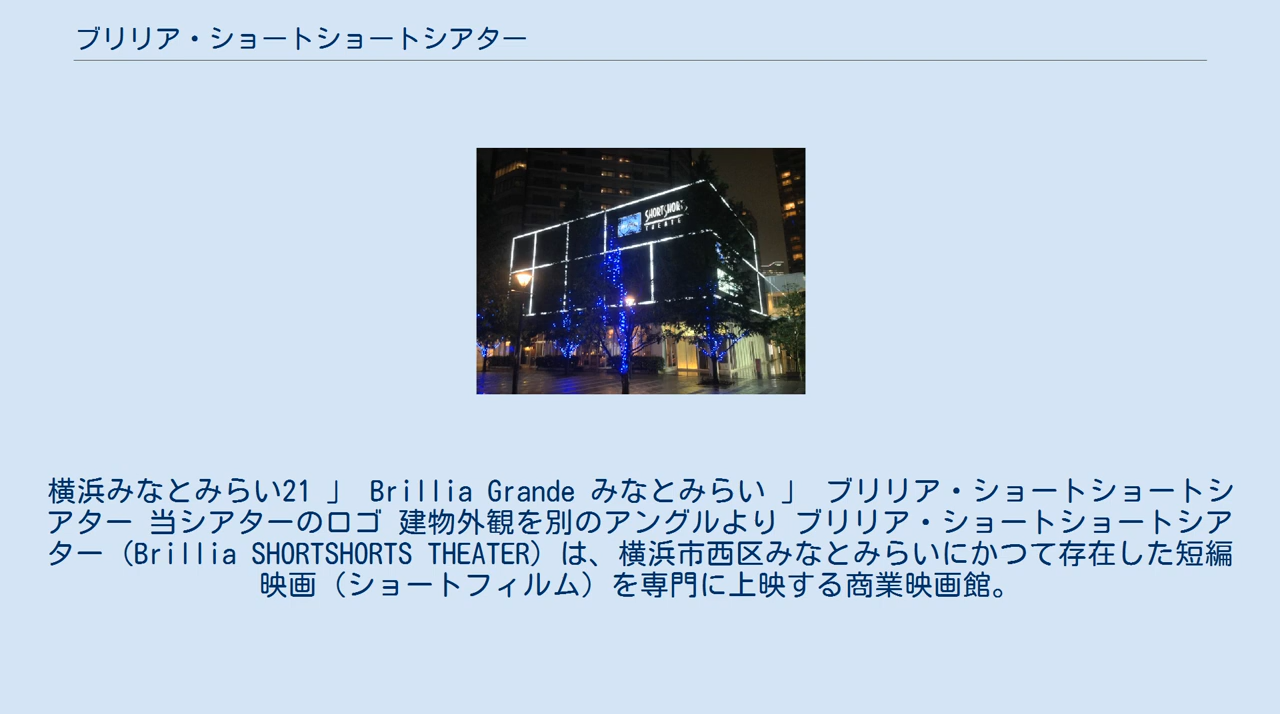 ブリリア・ショートショートシアター
SHORTSHORTS
THEATER
横浜みなとみらい21 」 Brillia Grande みなとみらい 」 ブリリア・ショートショートシ
アター 当シアターのロゴ 建物外観を別のアングルより ブリリア・ショートショートシア
ター（Brillia SHORTSHORTS THEATER）は、横浜市西区みなとみらいにかつて存在した短編
映画（ショートフィルム）を専門に上映する商業映画館。